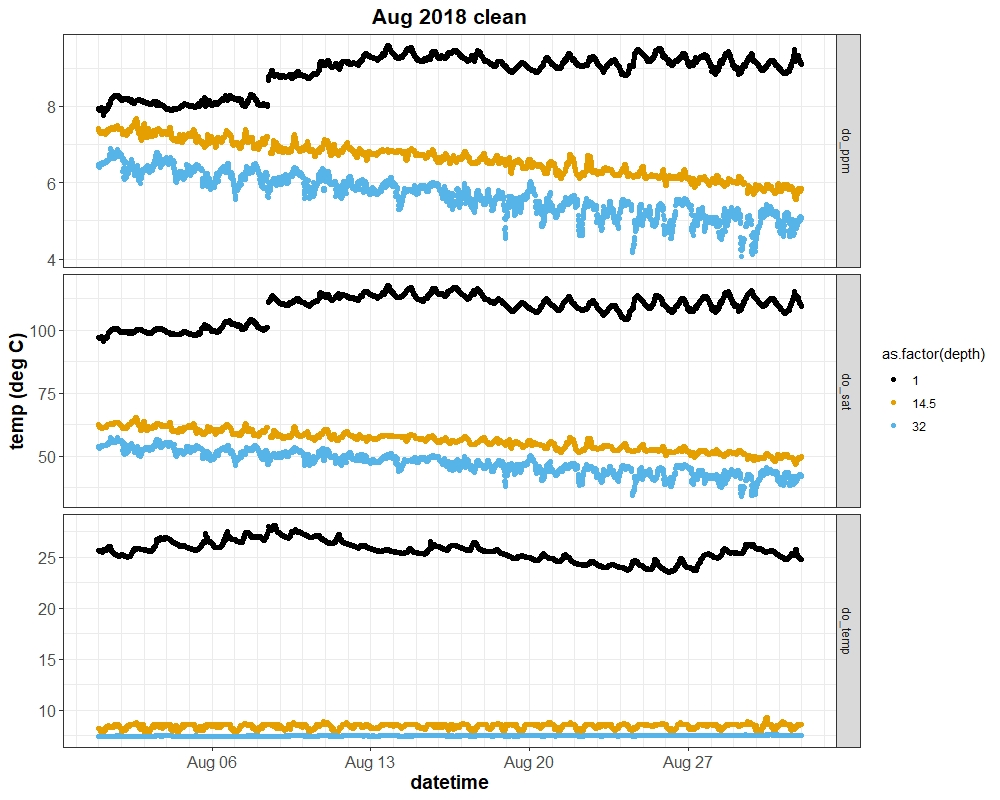 Aug 2018 clean
temp (deg C)
8
6
4
do_ppm
100
75
50
do_sat
25
20
15
10
do_temp
Aug 06 Aug 13 Aug 20 Aug 27
datetime
as.factor(depth)
1
14.5
32